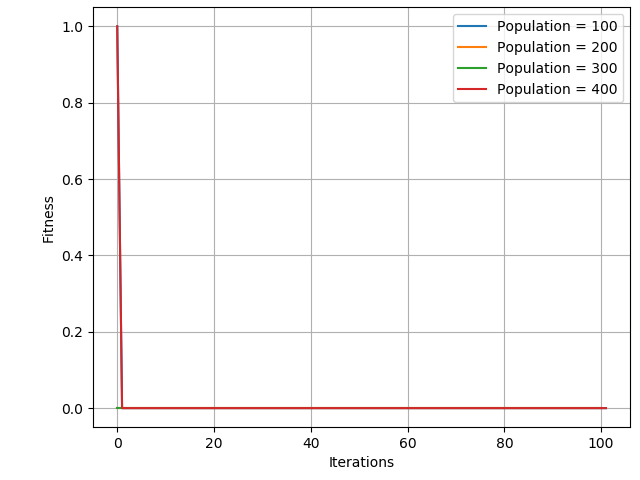 1.0
0.8
0.6
0.4
0.2
0.0
Fitness
0
20
40
60
80
100
Iterations
Population = 100
Population = 200
Population = 300
Population = 400